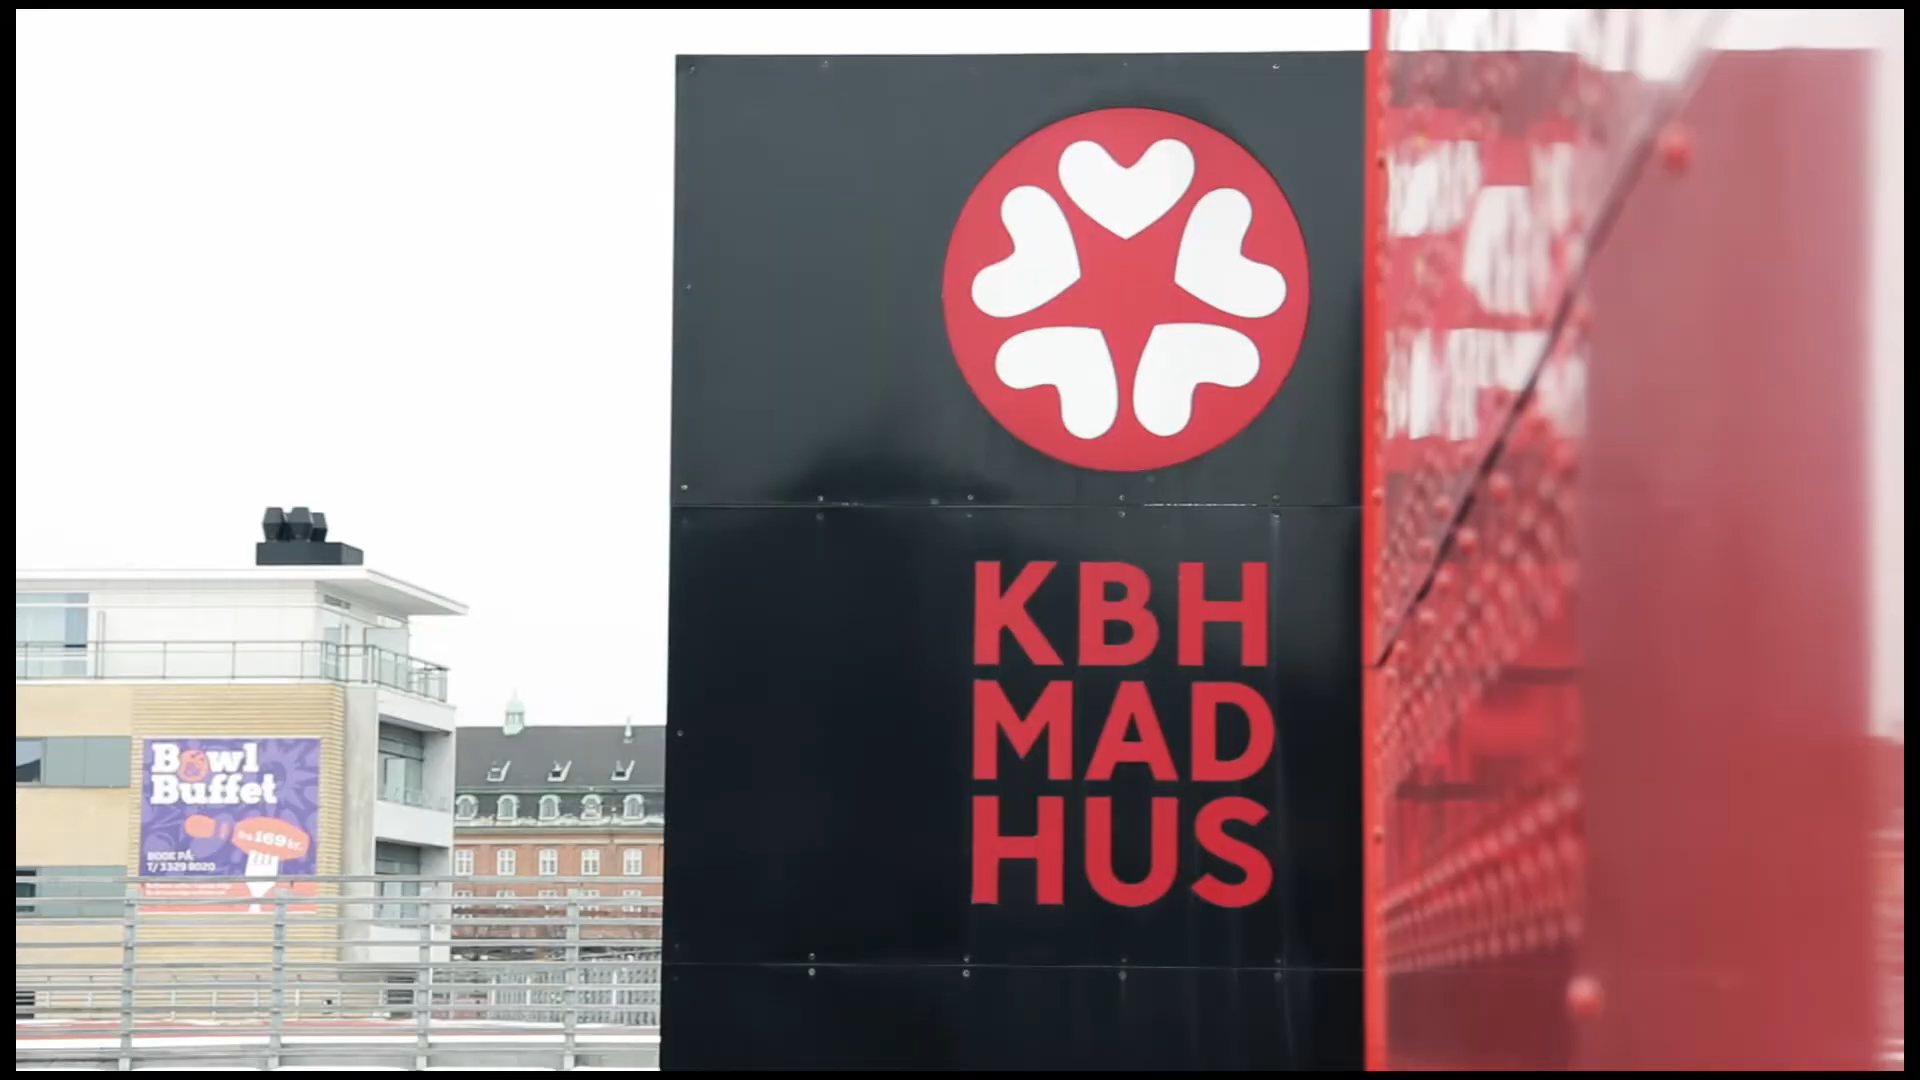 KBH
MAD
HUS
Bowl
Buffet
fra 169 kr.
BOOK PÅ:
T/ 3329 8020